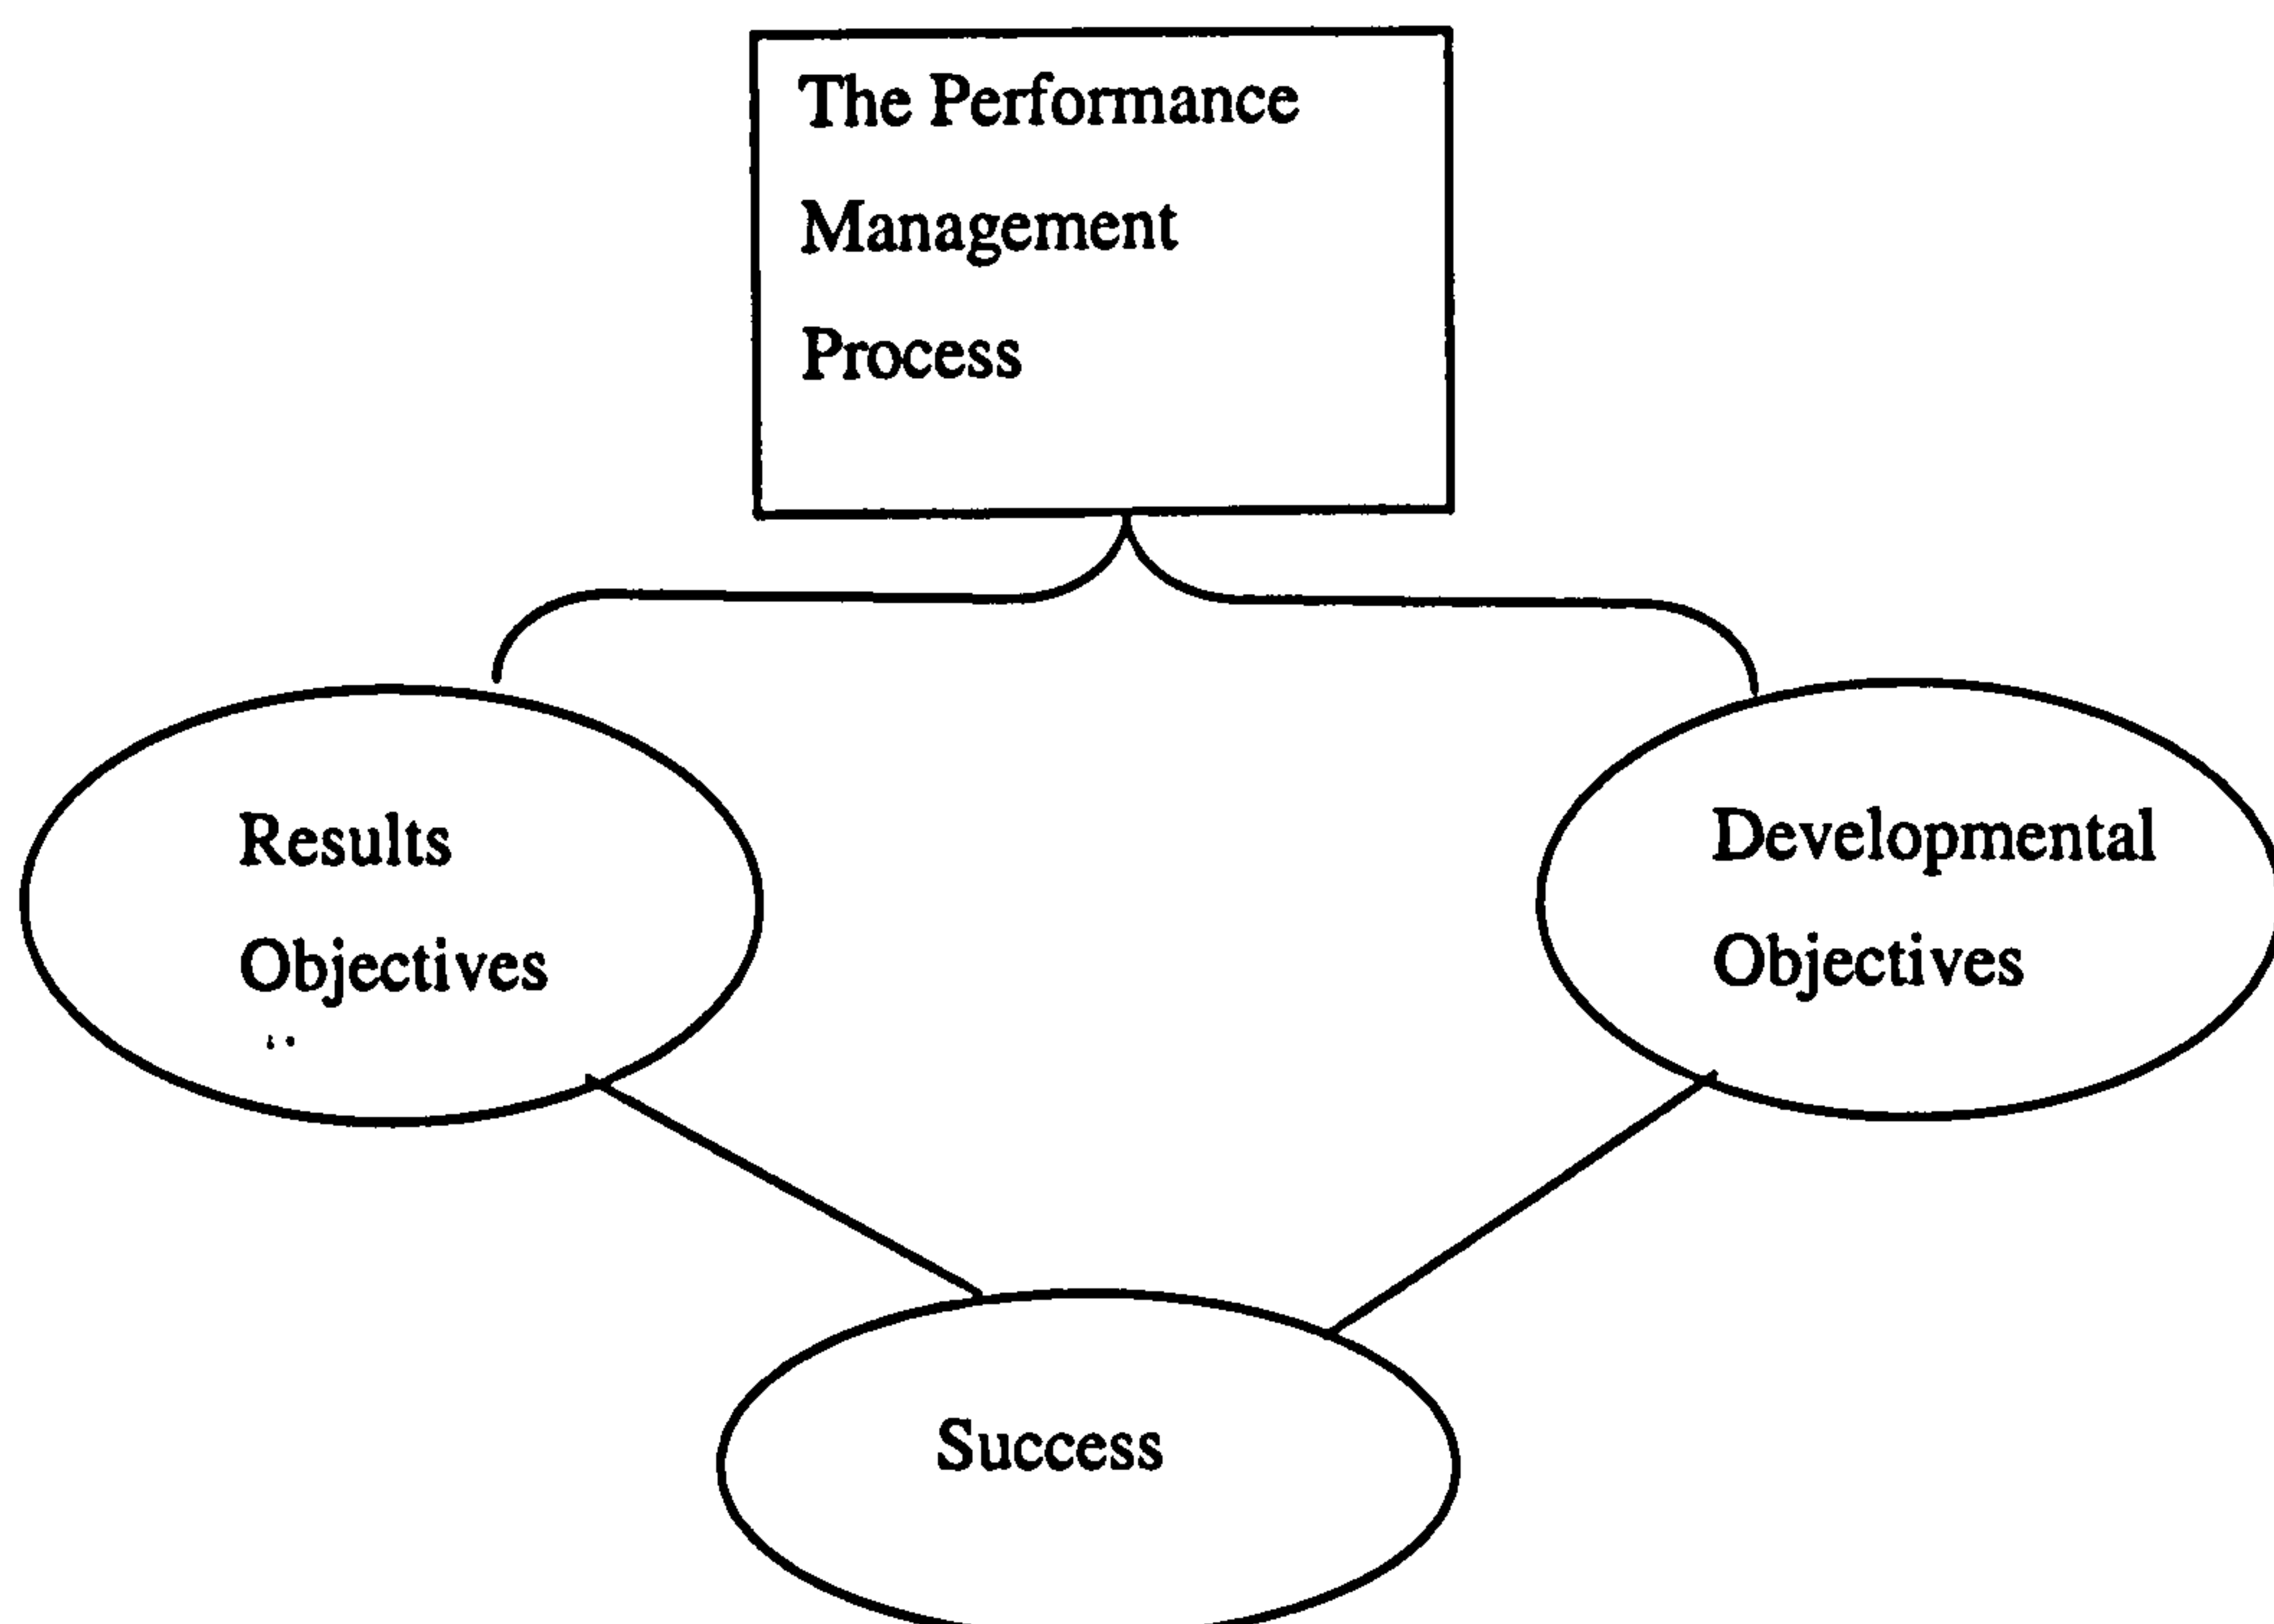 The Performance
Management
Process
Results
Objectives
Developmental
Objectives
Success